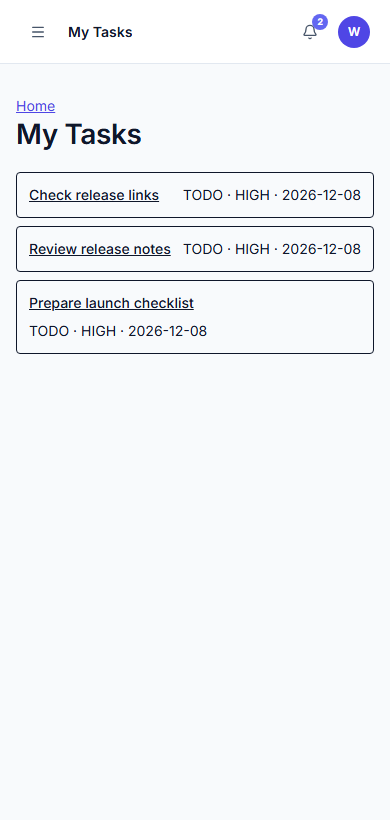 My Tasks
2
W
Home
My Tasks
Check release links TODO · HIGH · 2026-12-08
Review release notes TODO · HIGH · 2026-12-08
Prepare launch checklist
TODO · HIGH · 2026-12-08